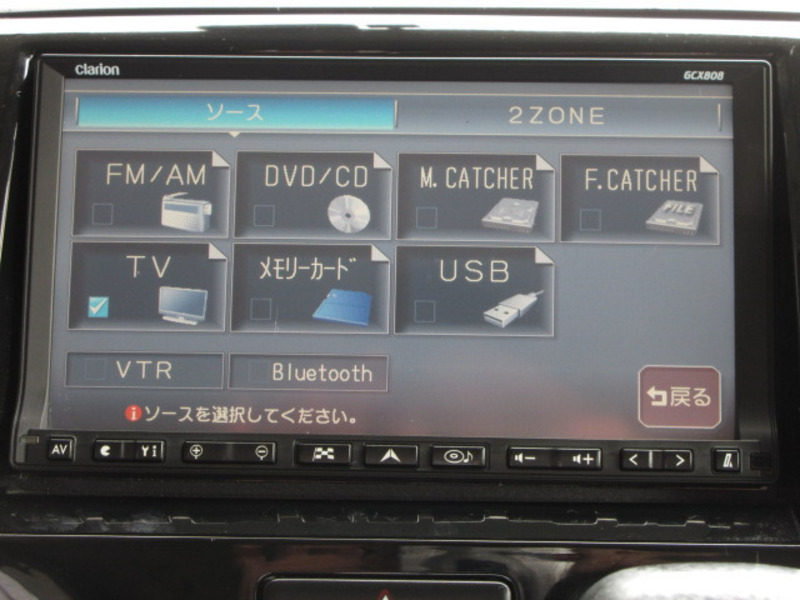 clarion
GCX808
ソース
2ZONE
FM/AM
DVD/CD
M.CATCHER
F.CATCHER
FILE
TV
メモリーカード
USB
VTR
Bluetooth
戻る
iソースを選択してください。
AV